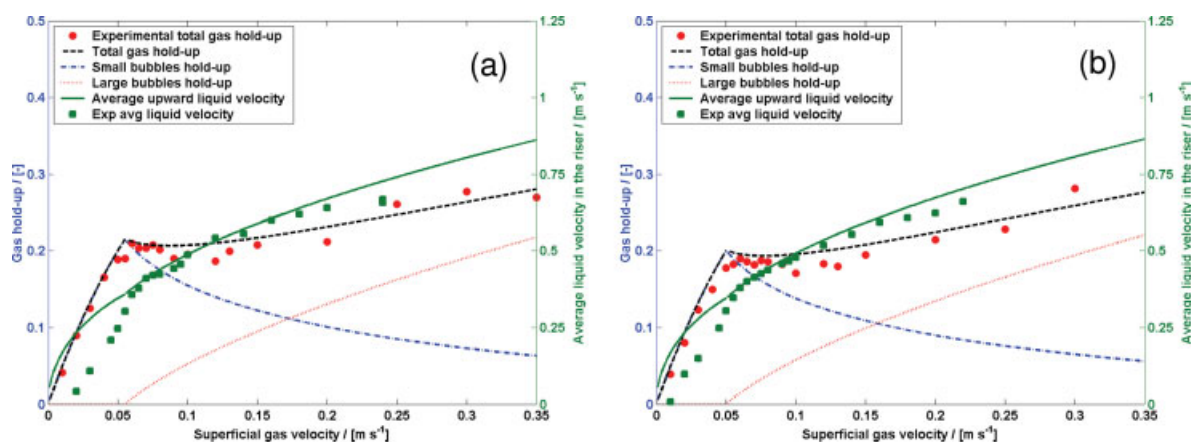 (a)
Experimental total gas hold-up
Total gas hold-up
Small bubbles hold-up
Large bubbles hold-up
Average upward liquid velocity
Exp avg liquid velocity
Gas hold-up / [-]
0.5
0.4
0.3
0.2
0.1
0
0 0.05 0.1 0.15 0.2 0.25 0.3 0.35
Superficial gas velocity / [m s⁻¹]
1.25
1
0.75
0.5
0.25
0
Average liquid velocity in the riser / [m s⁻¹]
(b)
Experimental total gas hold-up
Total gas hold-up
Small bubbles hold-up
Large bubbles hold-up
Average upward liquid velocity
Exp avg liquid velocity
Gas hold-up / [-]
0.5
0.4
0.3
0.2
0.1
0
0 0.05 0.1 0.15 0.2 0.25 0.3 0.35
Superficial gas velocity / [m s⁻¹]
1.25
1
0.75
0.5
0.25
0
Average liquid velocity in the riser / [m s⁻¹]